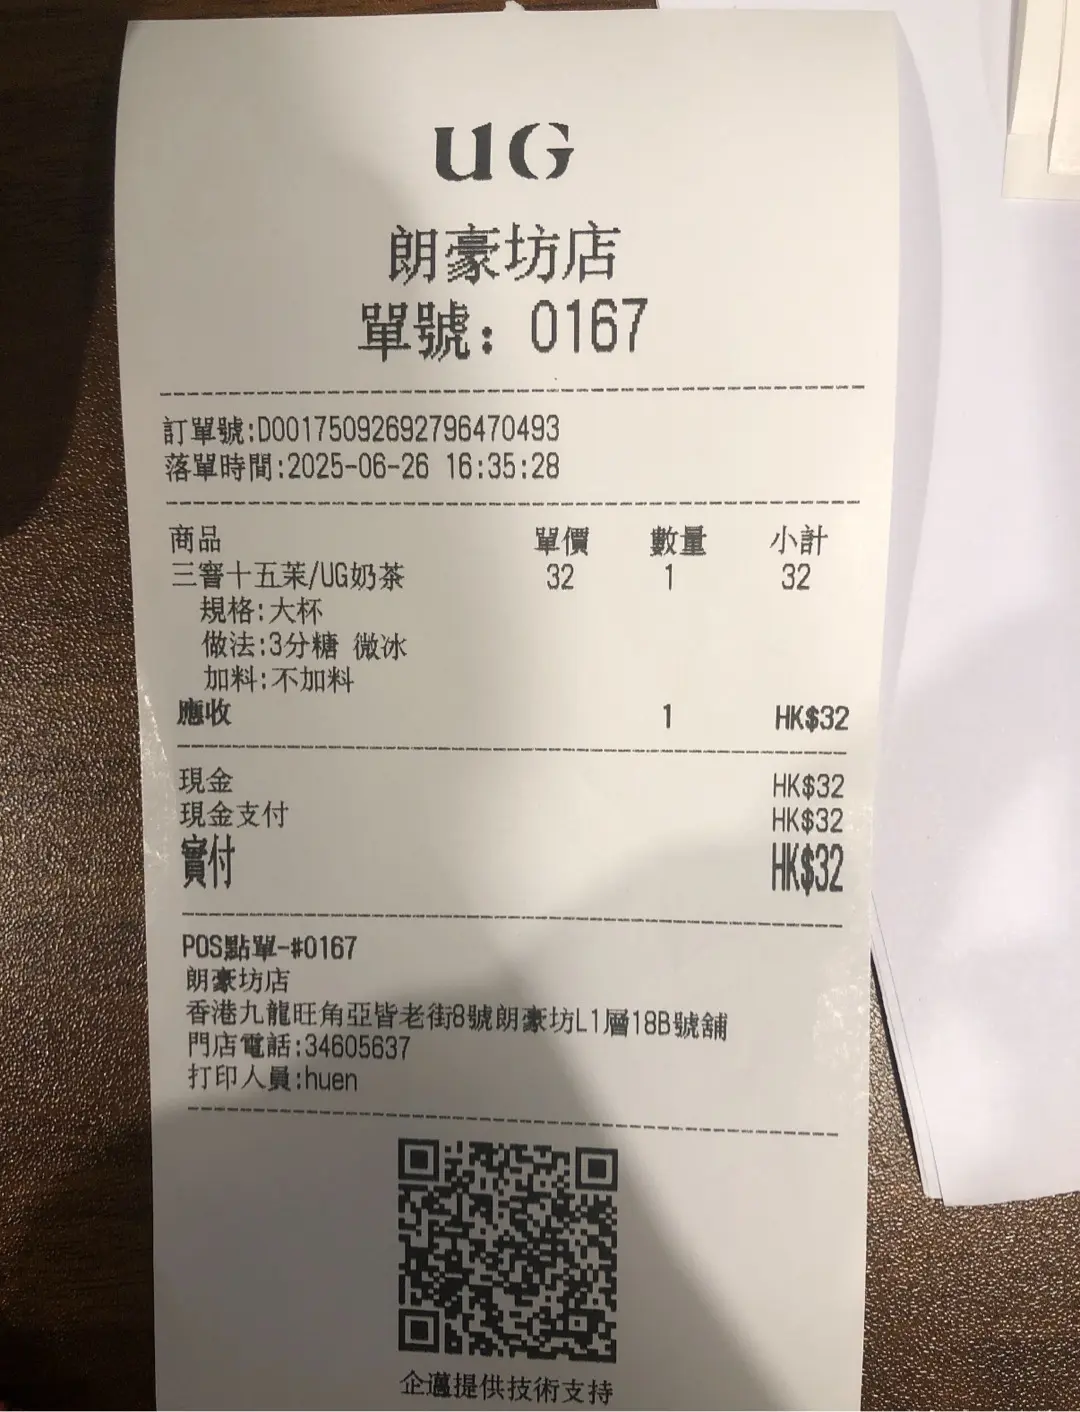 UG
朗豪坊店
單號: 0167
訂單號:D00175092692796470493
落單時間:2025-06-26 16:35:28
商品 單價 數量 小計
三窨十五茉/UG奶茶 32 1 32
規格:大杯
做法:3分糖 微冰
加料:不加料
應收 1 HK$32
現金 HK$32
現金支付 HK$32
實付 HK$32
POS點單-#0167
朗豪坊店
香港九龍旺角亞皆老街8號朗豪坊L1層18B號舖
門店電話:34605637
打印人員:huen
企邁提供技術支持